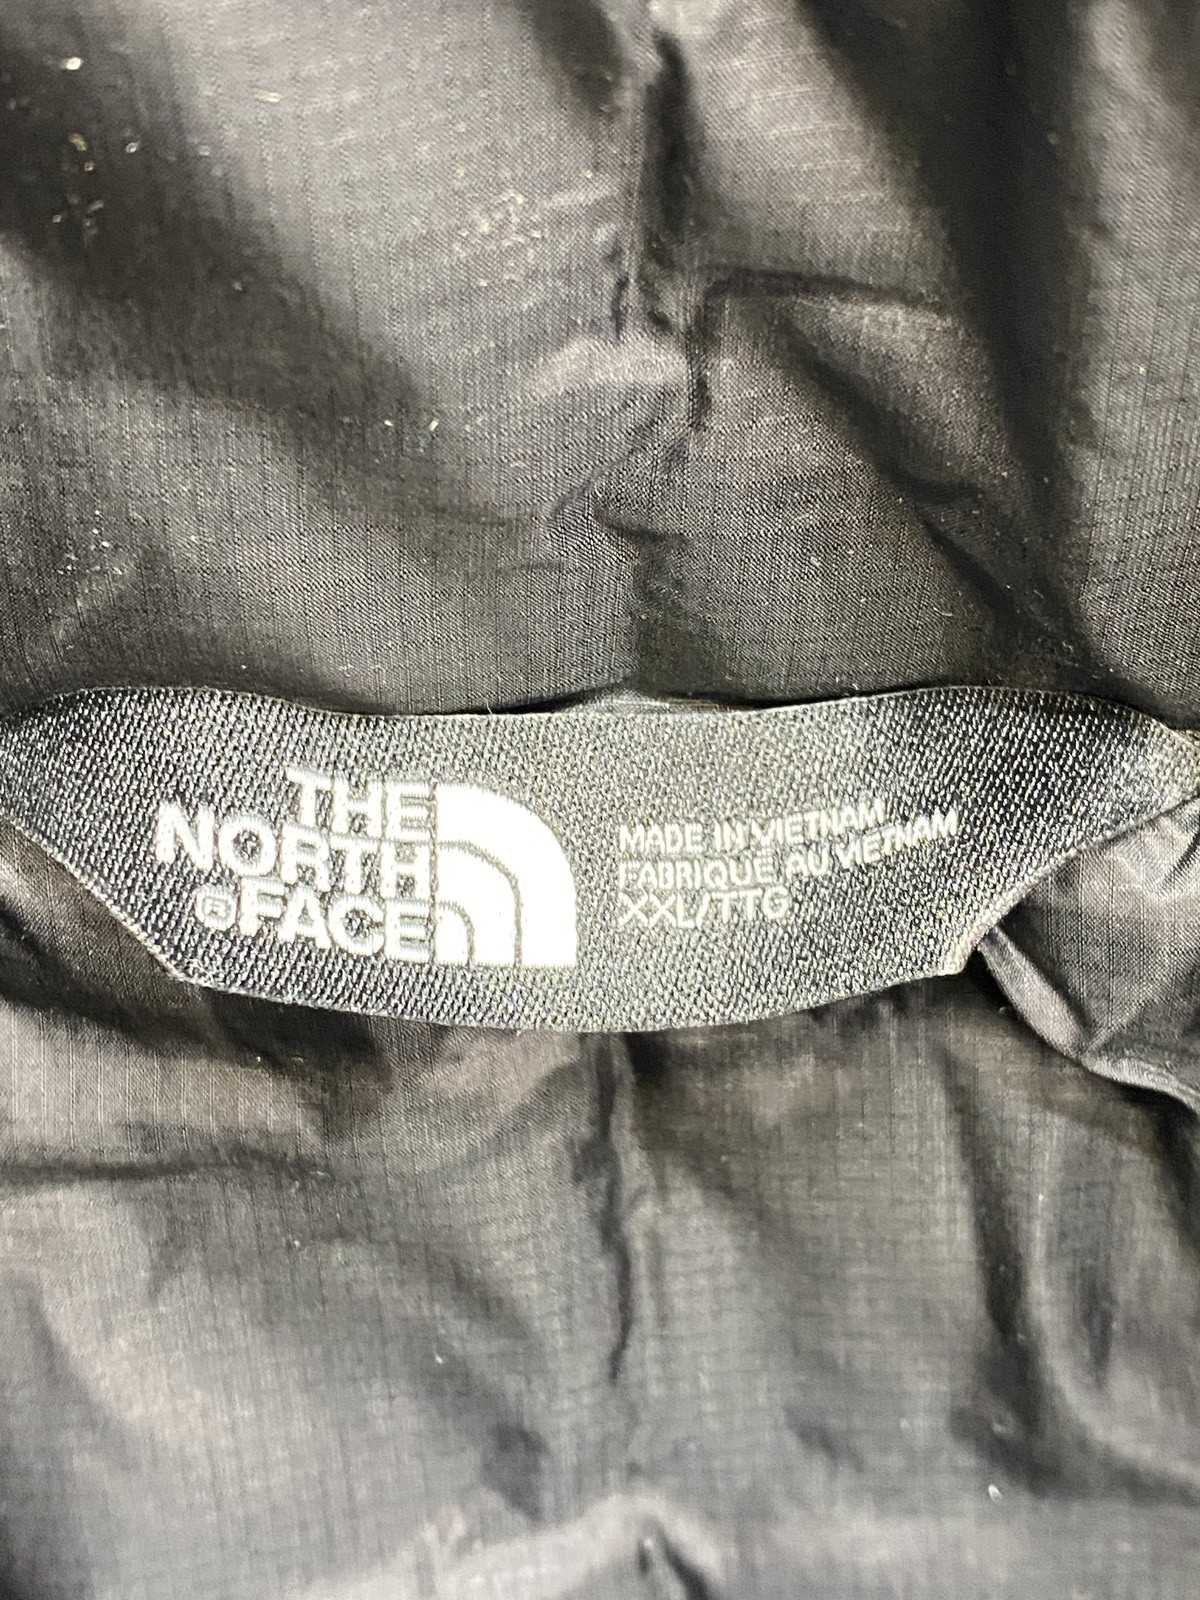 THE
NORTH
®FACE
MADE IN VIETNAM
FABRIQUÉ AU VIETNAM
XXL/TTG